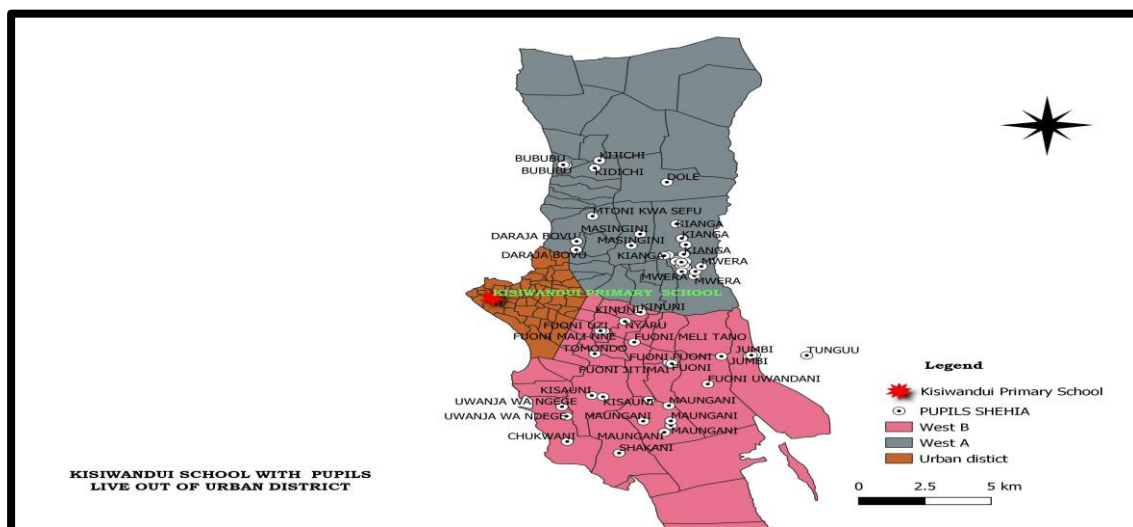 BUBUBU
KIJICHI
BUBUBU
KIDICHI
DOLE
MTONI KWA SEFU
MASINGINI
KIANGA
DARAJA BOVU
MASINGINI
KIANGA
DARAJA BOVU
KIANGA
KIANGA
MWERA
MWERA
MWERA
KISIWANDUI PRIMARY SCHOOL
KINUNI
KINUNI
FUONI UZI
NYARU
FUONI MALI NNE
FUONI MELI TANO
TOMONDO
FUONI
FUONI
JUMBI
TUNGUU
FUONI JITIMAI
FUONI
JUMBI
FUONI UWANDANI
KISAUNI
UWANJA WA NGEGE
KISAUNI
MAUNGANI
UWANJA WA NDEGE
MAUNGANI
MAUNGANI
CHUKWANI
MAUNGANI
MAUNGANI
SHAKANI
Legend
Kisiwandui Primary School
PUPILS SHEHIA
West B
West A
Urban distict
0 2.5 5 km
KISIWANDUI SCHOOL WITH PUPILS
LIVE OUT OF URBAN DISTRICT